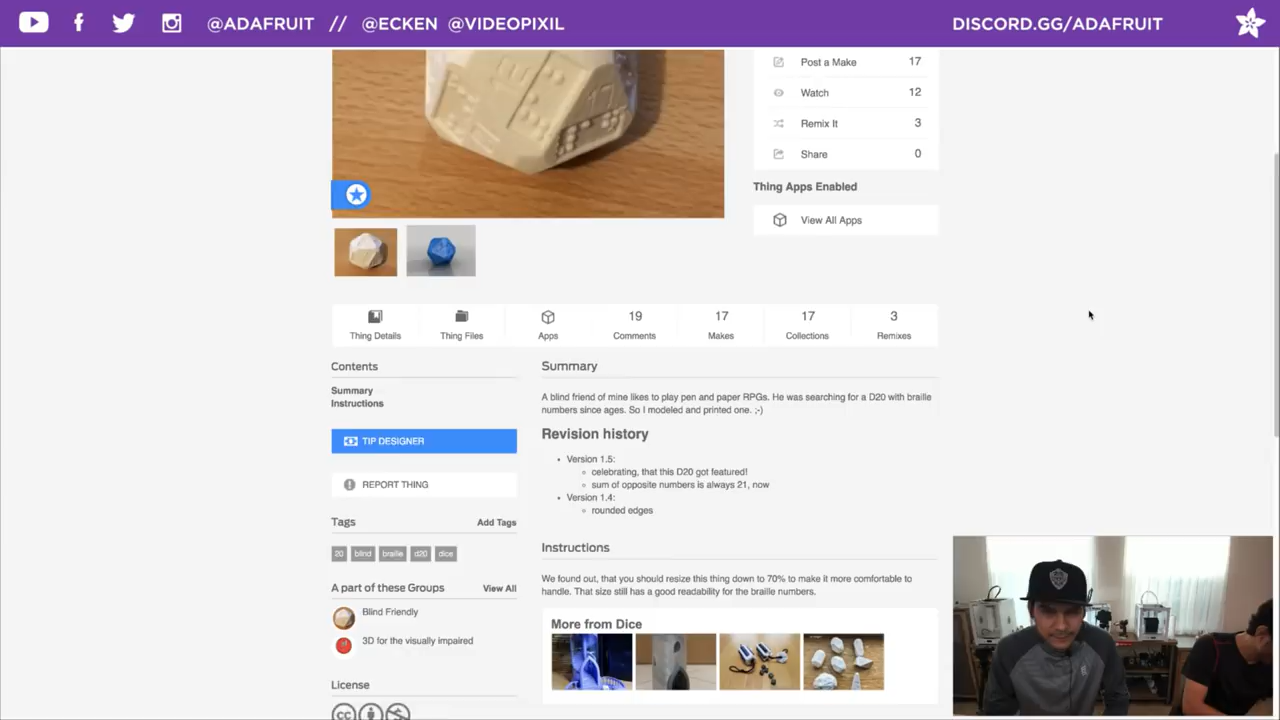 @ADAFRUIT // @ECKEN @VIDEOPIXIL
DISCORD.GG/ADAFRUIT
Post a Make 17
Watch 12
Remix It 3
Share 0
Thing Apps Enabled
View All Apps
17
Thing Details
Thing Files
Apps
19
Comments
17
Makes
17
Collections
3
Remixes
Contents
Summary
Instructions
TIP DESIGNER
REPORT THING
Tags Add Tags
20 blind braille d20 dice
A part of these Groups View All
Blind Friendly
3D for the visually impaired
License
cc
Summary
A blind friend of mine likes to play pen and paper RPGs. He was searching for a D20 with braille
numbers since ages. So I modeled and printed one. ;-)
Revision history
Version 1.5:
celebrating, that this D20 got featured!
sum of opposite numbers is always 21, now
Version 1.4:
rounded edges
Instructions
We found out, that you should resize this thing down to 70% to make it more comfortable to
handle. That size still has a good readability for the braille numbers.
More from Dice